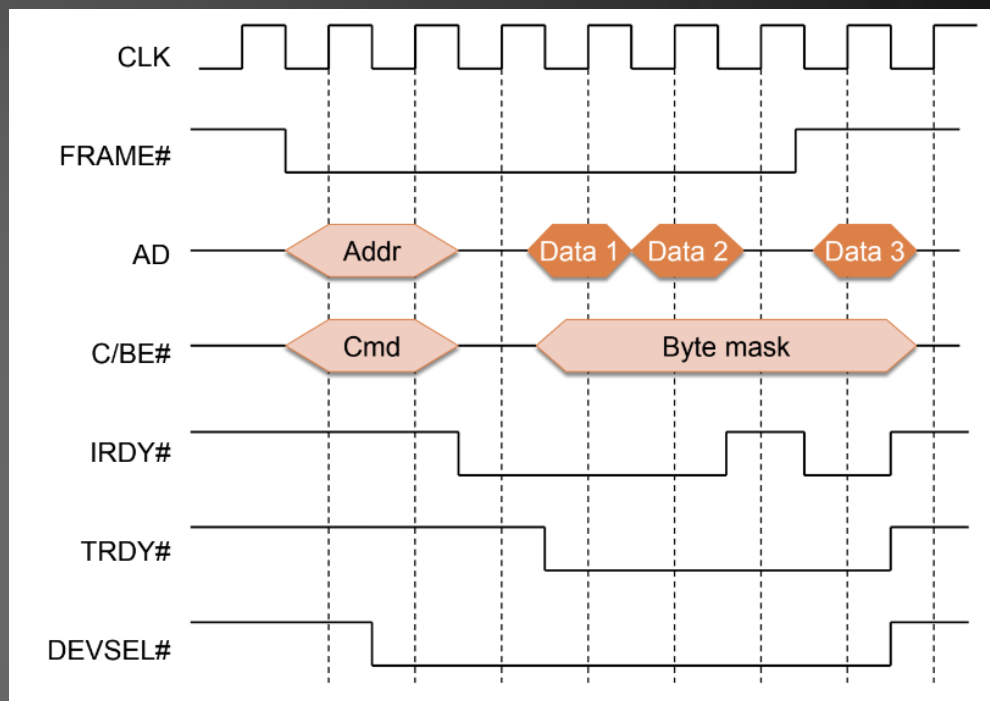 CLK
FRAME#
AD
Addr
Data 1
Data 2
Data 3
C/BE#
Cmd
Byte mask
IRDY#
TRDY#
DEVSEL#